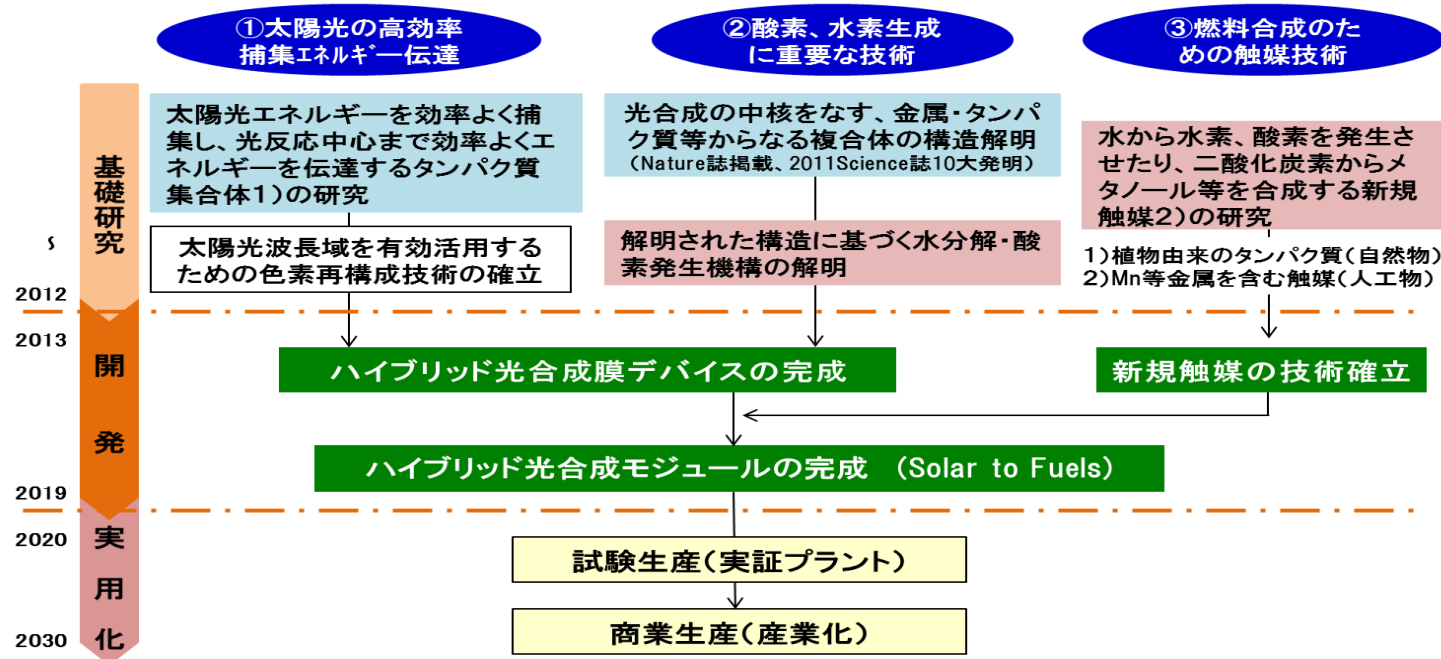 ①太陽光の高効率
捕集エネルギー伝達
②酸素、水素生成
に重要な技術
③燃料合成のた
めの触媒技術
基礎研究
太陽光エネルギーを効率よく捕
集し、光反応中心まで効率よくエ
ネルギーを伝達するタンパク質
集合体1)の研究
光合成の中核をなす、金属・タンパ
ク質等からなる複合体の構造解明
(Nature誌掲載、2011Science誌10大発明)
水から水素、酸素を発生さ
せたり、二酸化炭素からメ
タノール等を合成する新規
触媒2)の研究
太陽光波長域を有効活用する
ための色素再構成技術の確立
解明された構造に基づく水分解・酸
素発生機構の解明
1)植物由来のタンパク質(自然物)
2)Mn等金属を含む触媒(人工物)
~
2012
2013
開発
ハイブリッド光合成膜デバイスの完成
新規触媒の技術確立
ハイブリッド光合成モジュールの完成 (Solar to Fuels)
2019
2020
実用化
試験生産(実証プラント)
商業生産(産業化)
2030